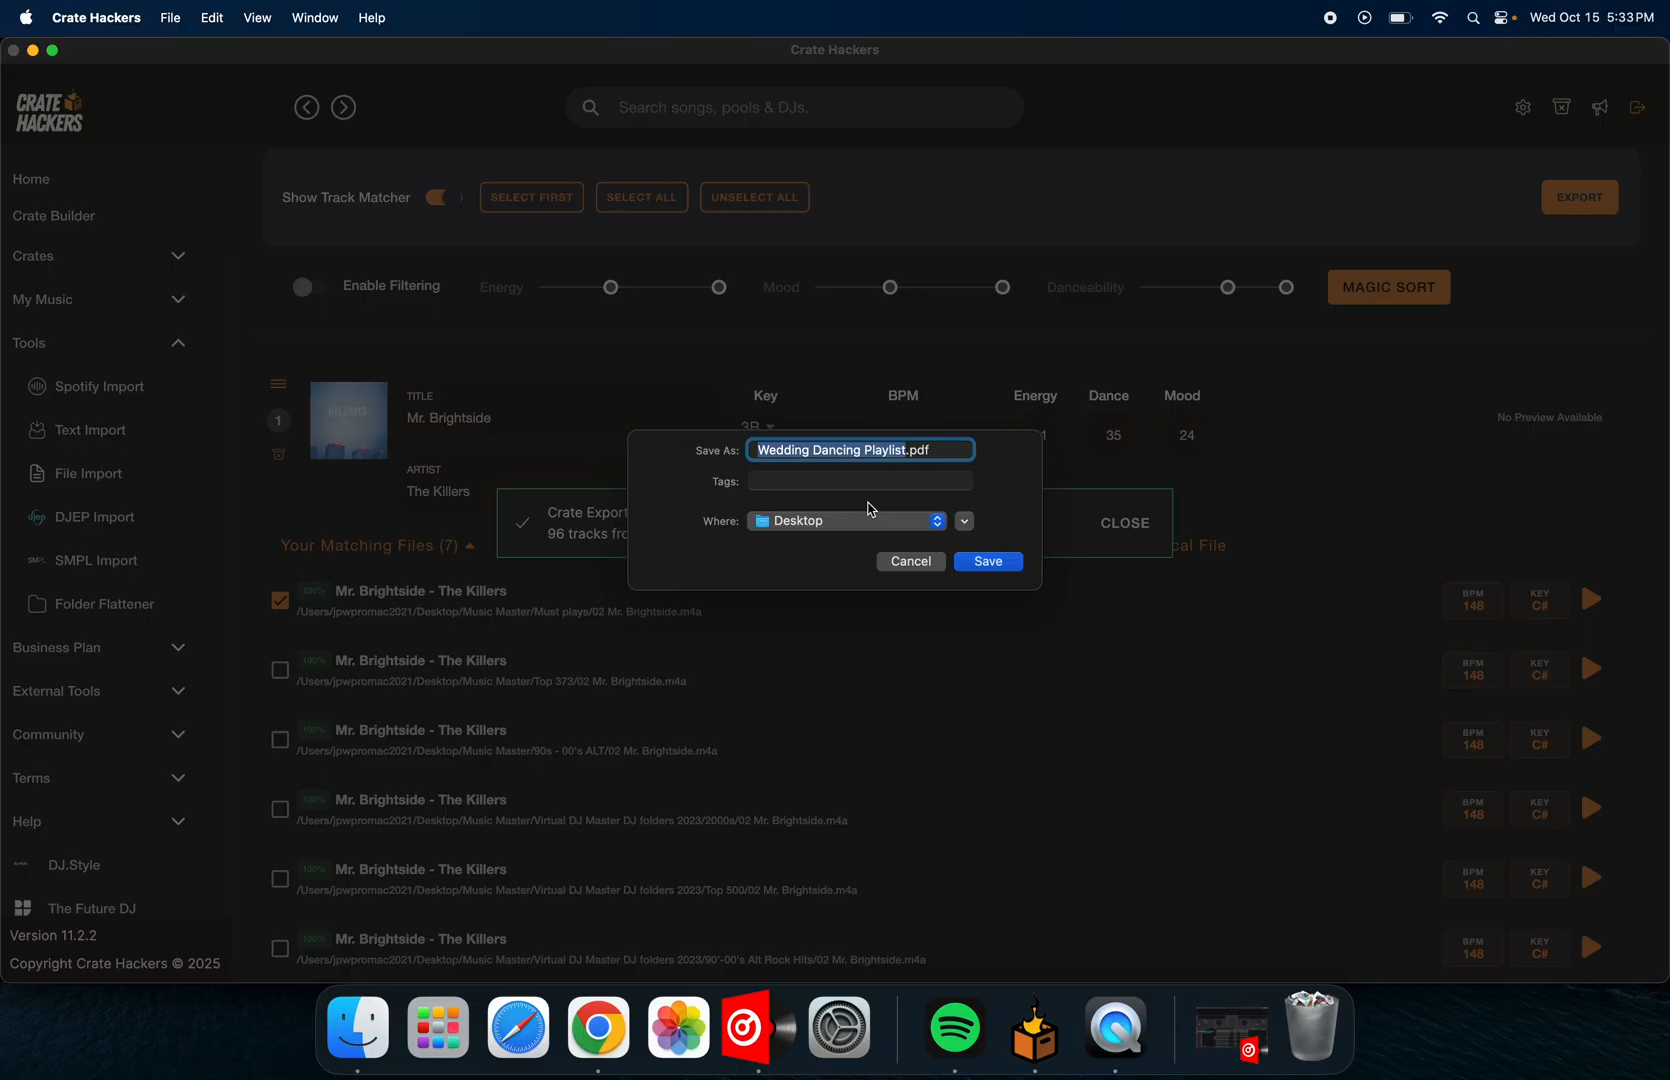 Crate Hackers File Edit View Window Help Wed Oct 15 5:33PM
Crate Hackers
CRATE
HACKERS
Search songs, pools & DJs.
Home
Crate Builder
Crates
My Music
Tools
Spotify Import
Text Import
File Import
DJEP Import
SMPL Import
Folder Flattener
Business Plan
External Tools
Community
Terms
Help
DJ.Style
The Future DJ
Version 11.2.2
Copyright Crate Hackers © 2025
Show Track Matcher SELECT FIRST SELECT ALL UNSELECT ALL EXPORT
Enable Filtering Energy Mood Danceability MAGIC SORT
TITLE Key BPM Energy Dance Mood
Mr. Brightside No Preview Available
1 3B 1 35 24
KILLERS
ARTIST
The Killers
Save As: Wedding Dancing Playlist.pdf
Tags:
Where: Desktop
Cancel Save
Crate Export
96 tracks fro
CLOSE
Your Matching Files (7) cal File
100% Mr. Brightside - The Killers BPM 148 KEY C#
/Users/jpwpromac2021/Desktop/Music Master/Must plays/02 Mr. Brightside.m4a
100% Mr. Brightside - The Killers BPM 148 KEY C#
/Users/jpwpromac2021/Desktop/Music Master/Top 373/02 Mr. Brightside.m4a
100% Mr. Brightside - The Killers BPM 148 KEY C#
/Users/jpwpromac2021/Desktop/Music Master/90s - 00's ALT/02 Mr. Brightside.m4a
100% Mr. Brightside - The Killers BPM 148 KEY C#
/Users/jpwpromac2021/Desktop/Music Master/Virtual DJ Master DJ folders 2023/2000s/02 Mr. Brightside.m4a
100% Mr. Brightside - The Killers BPM 148 KEY C#
/Users/jpwpromac2021/Desktop/Music Master/Virtual DJ Master DJ folders 2023/Top 500/02 Mr. Brightside.m4a
100% Mr. Brightside - The Killers BPM 148 KEY C#
/Users/jpwpromac2021/Desktop/Music Master/Virtual DJ Master DJ folders 2023/90'-00's Alt Rock Hits/02 Mr. Brightside.m4a